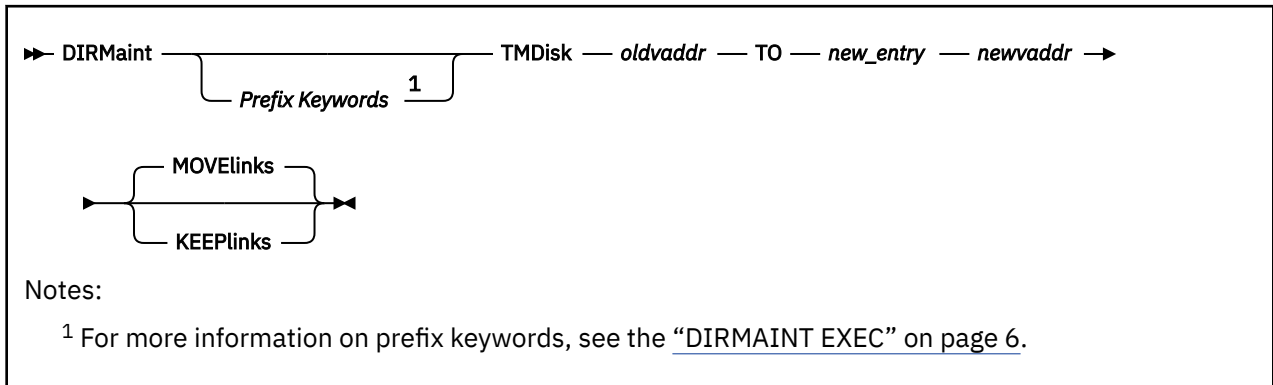 DIRMaint TMDisk oldvaddr TO new_entry newvaddr
Prefix Keywords 1
MOVElinks
KEEPlinks
Notes:
1 For more information on prefix keywords, see the “DIRMAINT EXEC” on page 6.